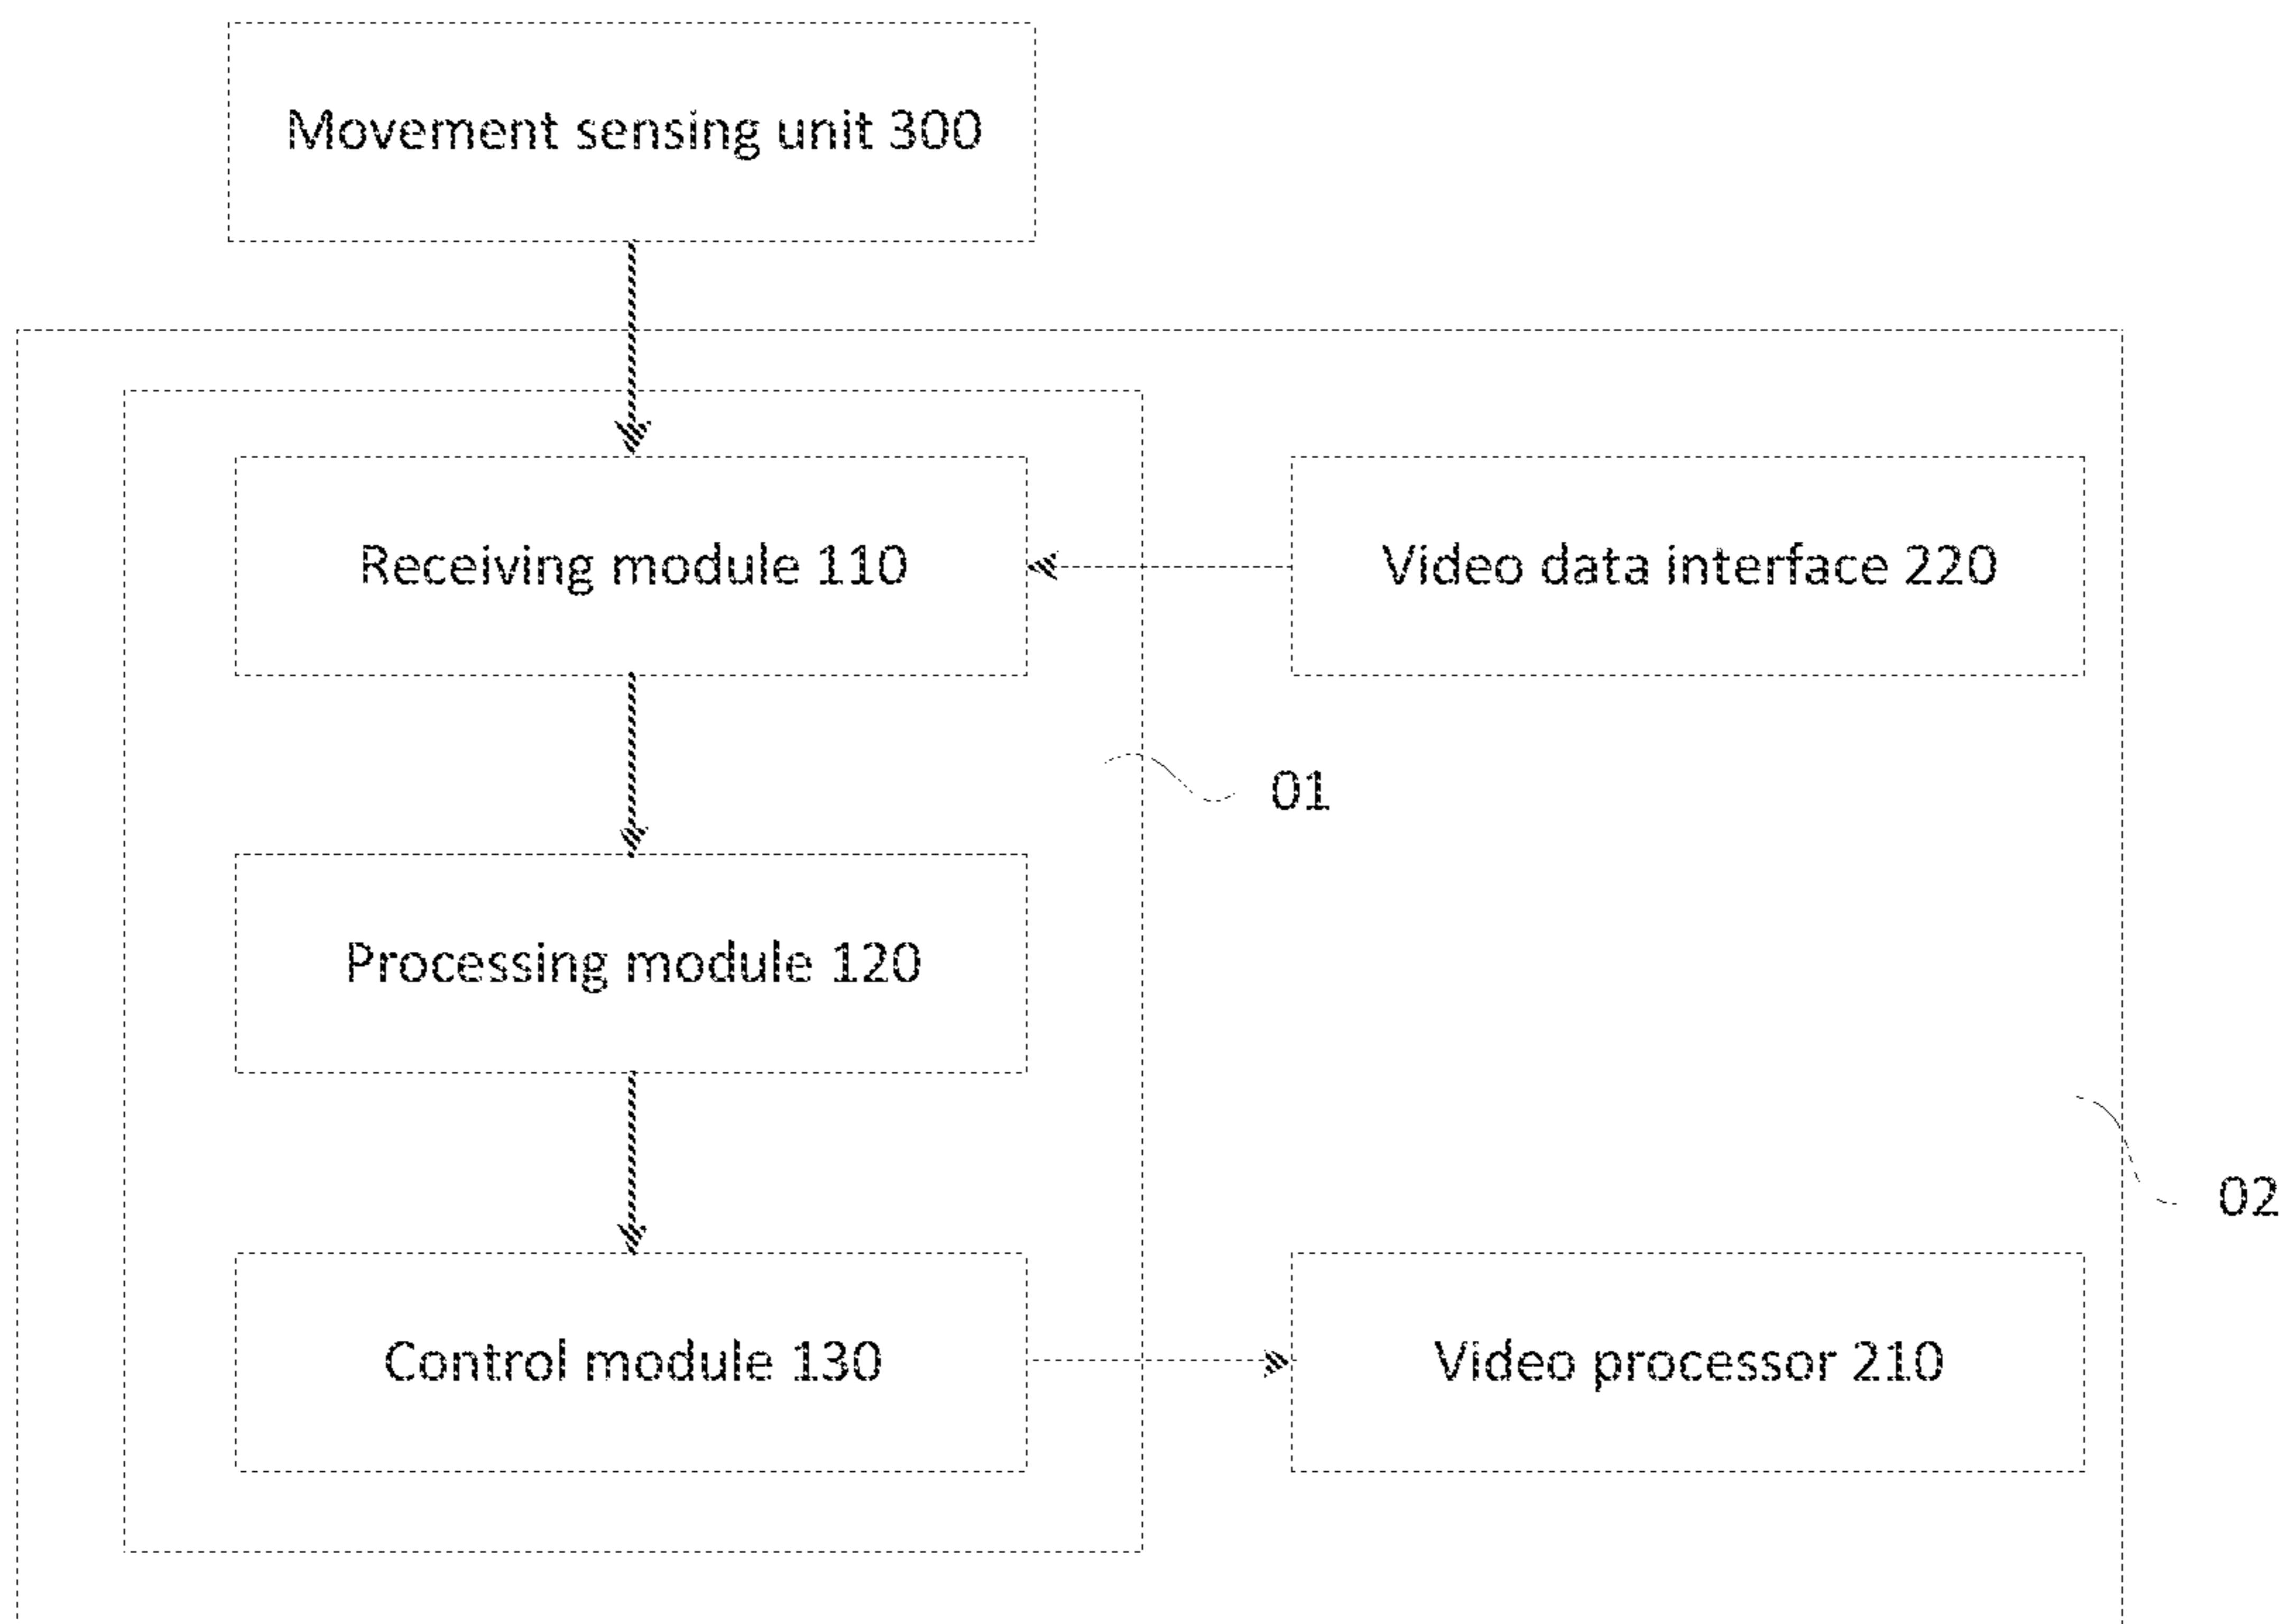 Movement sensing unit 300
Receiving module 110
Video data interface 220
01
Processing module 120
02
Control module 130
Video processor 210